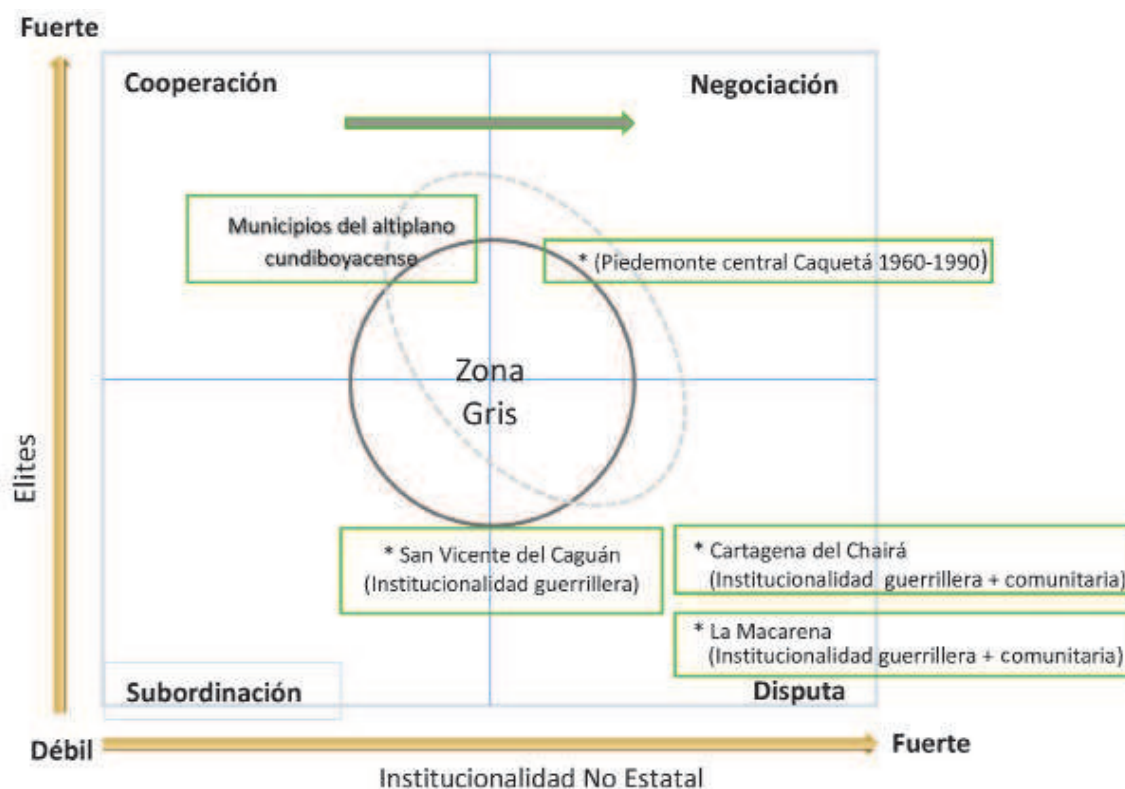 Fuerte
Cooperación
Negociación
Municipios del altiplano
cundiboyacense
* (Piedemonte central Caquetá 1960-1990)
Zona
Gris
Elites
* San Vicente del Caguán
(Institucionalidad guerrillera)
* Cartagena del Chairá
(Institucionalidad guerrillera + comunitaria)
* La Macarena
(Institucionalidad guerrillera + comunitaria)
Subordinación
Disputa
Débil
Fuerte
Institucionalidad No Estatal